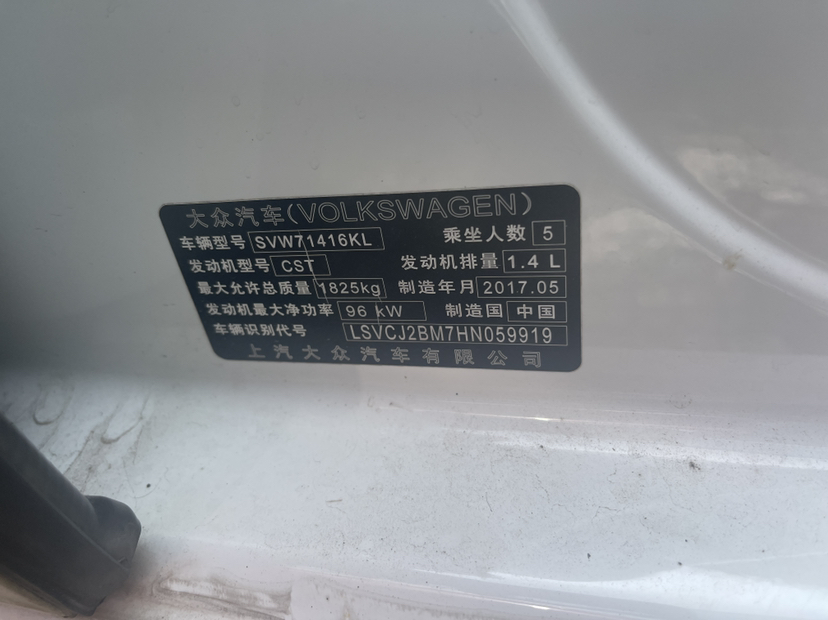 大众汽车(VOLKSWAGEN)
车辆型号 SVW71416KL 乘坐人数 5
发动机型号 CST 发动机排量 1.4 L
最大允许总质量 1825kg 制造年月 2017.05
发动机最大净功率 96 kW 制造国 中国
车辆识别代号 LSVCJ2BM7HN059919
上汽大众汽车有限公司